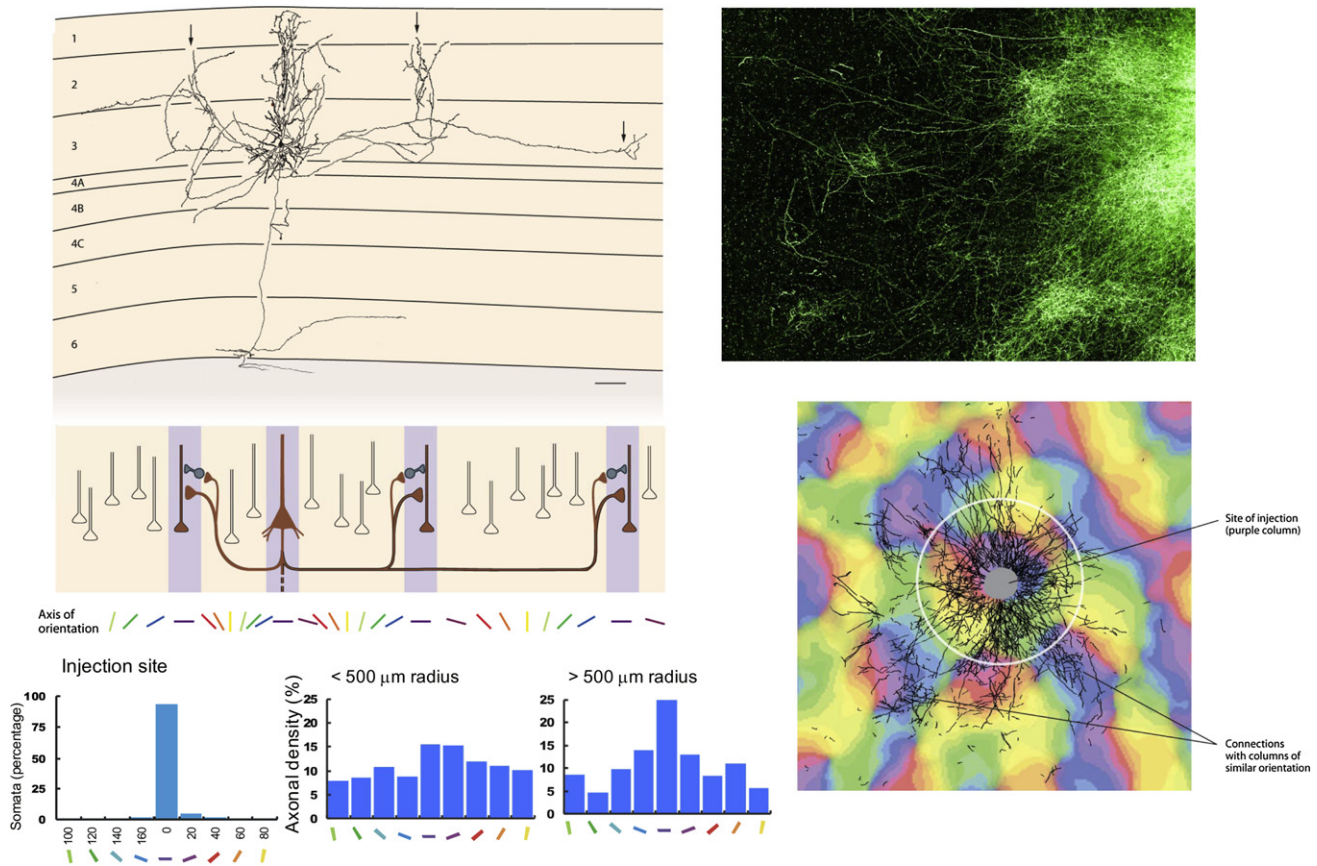 1
2
3
4A
4B
4C
5
6
Axis of
orientation
Site of injection
(purple column)
Connections
with columns of
similar orientation
Injection site
Somata (percentage)
100
75
50
25
0
100
120
140
160
0
20
40
60
80
< 500 μm radius
Axonal density (%)
25
20
15
10
5
0
> 500 μm radius
25
20
15
10
5
0